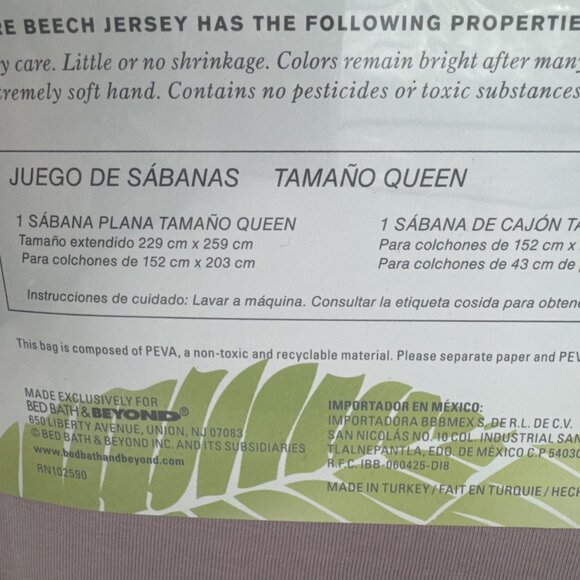 RE BEECH JERSEY HAS THE FOLLOWING PROPERTIE
y care. Little or no shrinkage. Colors remain bright after many
tremely soft hand. Contains no pesticides or toxic substances
JUEGO DE SÁBANAS TAMAÑO QUEEN
1 SÁBANA PLANA TAMAÑO QUEEN
Tamaño extendido 229 cm x 259 cm
Para colchones de 152 cm x 203 cm
1 SÁBANA DE CAJÓN TA
Para colchones de 152 cm x
Para colchones de 43 cm de
Instrucciones de cuidado: Lavar a máquina. Consultar la etiqueta cosida para obtene
This bag is composed of PEVA, a non-toxic and recyclable material. Please separate paper and PEV
MADE EXCLUSIVELY FOR
BED BATH & BEYOND®
650 LIBERTY AVENUE, UNION, NJ 07083
© BED BATH & BEYOND INC. AND ITS SUBSIDIARIES
www.bedbathandbeyond.com
RN102590
IMPORTADOR EN MÉXICO:
IMPORTADORA BBBMEX S. DE R.L. DE C.V.
SAN NICOLÁS NO. 10 COL. INDUSTRIAL SAN
TLALNEPANTLA, EDO. DE MÉXICO C.P 54030
R.F.C. IBB-060425-DI8
MADE IN TURKEY / FAIT EN TURQUIE / HECH